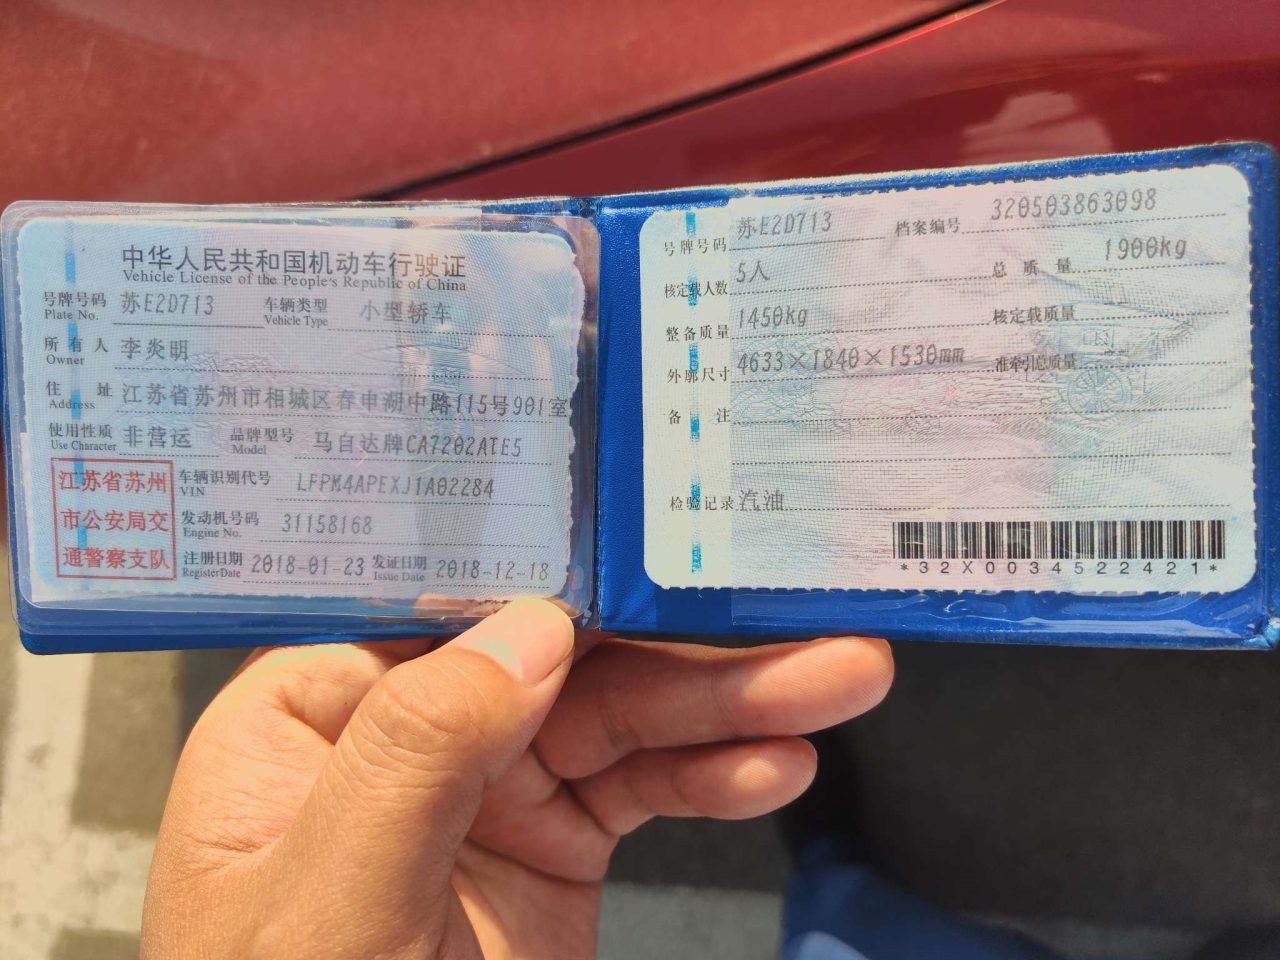 中华人民共和国机动车行驶证
Vehicle License of the People's Republic of China
号牌号码 苏E2D713 车辆类型 小型轿车
Plate No. Vehicle Type
所有人 李炎明
Owner
住址 江苏省苏州市相城区春申湖中路115号901室
Address
使用性质 非营运 品牌型号 马自达牌CA7202ATE5
Use Character Model
江苏省苏州
市公安局交
通警察支队
车辆识别代号 LFPM4APEXJ1A02284
VIN
发动机号码 31158168
Engine No.
注册日期 2018-01-23 发证日期 2018-12-18
Register Date Issue Date
号牌号码 苏E2D713 档案编号 320503863098
核定载人数 5人 总质量 1900kg
整备质量 1450kg 核定载质量
外廓尺寸 4633×1840×1530mm 准牵引总质量
备注
检验记录 汽油
*32X0034522421*